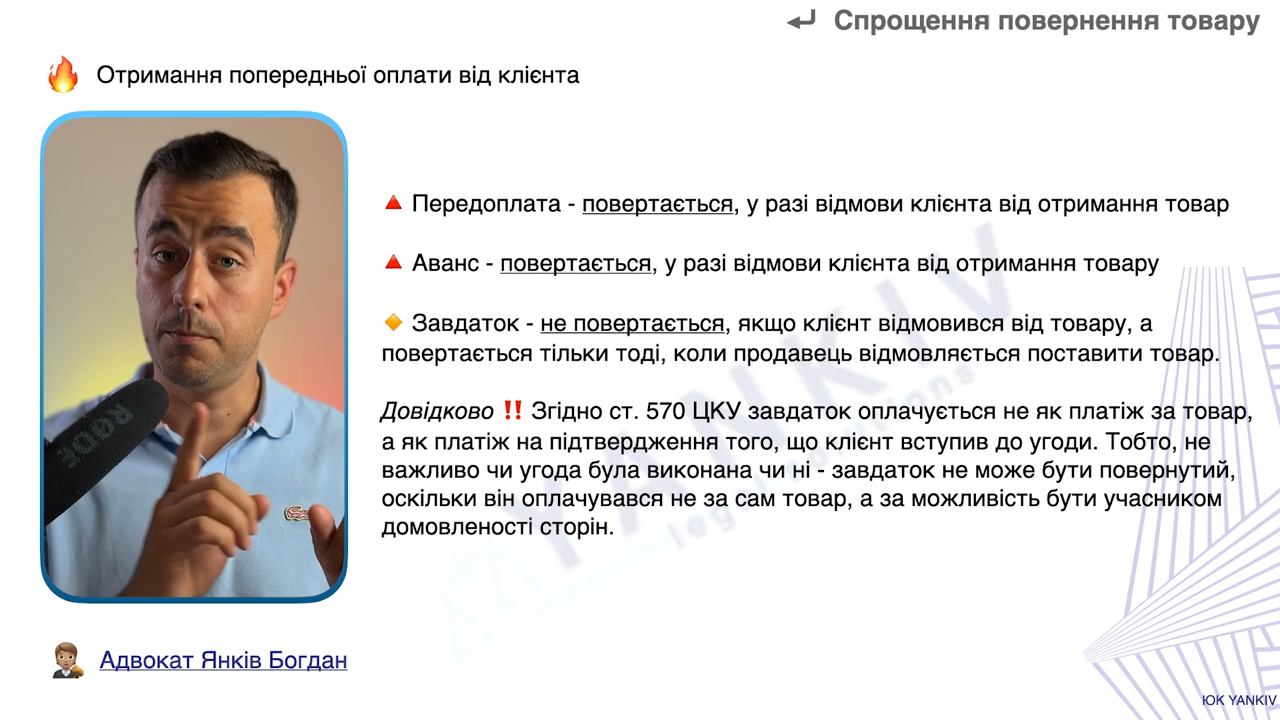 Спрощення повернення товару
Отримання попередньої оплати від клієнта
Передоплата - повертається, у разі відмови клієнта від отримання товар
Аванс - повертається, у разі відмови клієнта від отримання товару
Завдаток - не повертається, якщо клієнт відмовився від товару, а
повертається тільки тоді, коли продавець відмовляється поставити товар.
Довідково ‼️ Згідно ст. 570 ЦКУ завдаток оплачується не як платіж за товар,
а як платіж на підтвердження того, що клієнт вступив до угоди. Тобто, не
важливо чи угода була виконана чи ні - завдаток не може бути повернутий,
оскільки він оплачувався не за сам товар, а за можливість бути учасником
домовленості сторін.
RØDE
YANKIV
Адвокат Янків Богдан
ЮК YANKIV